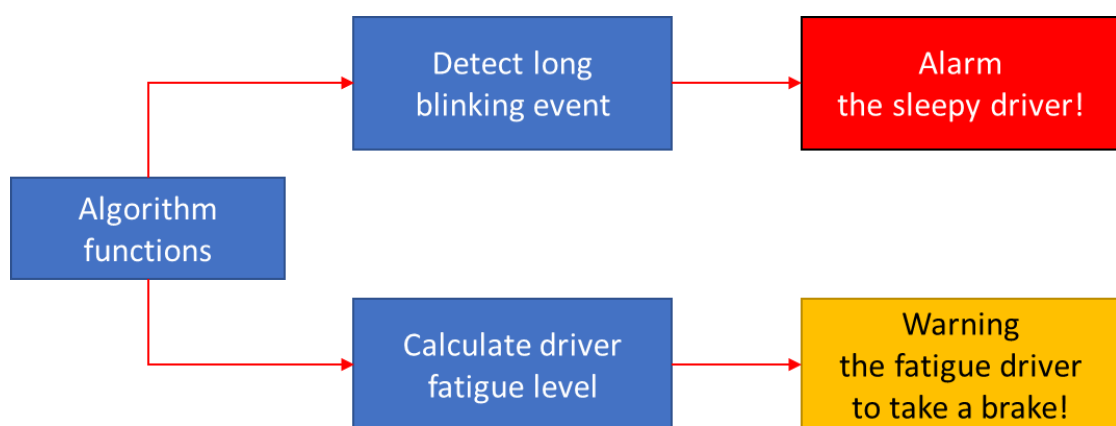 Detect long
blinking event
Alarm
the sleepy driver!
Algorithm
functions
Calculate driver
fatigue level
Warning
the fatigue driver
to take a brake!